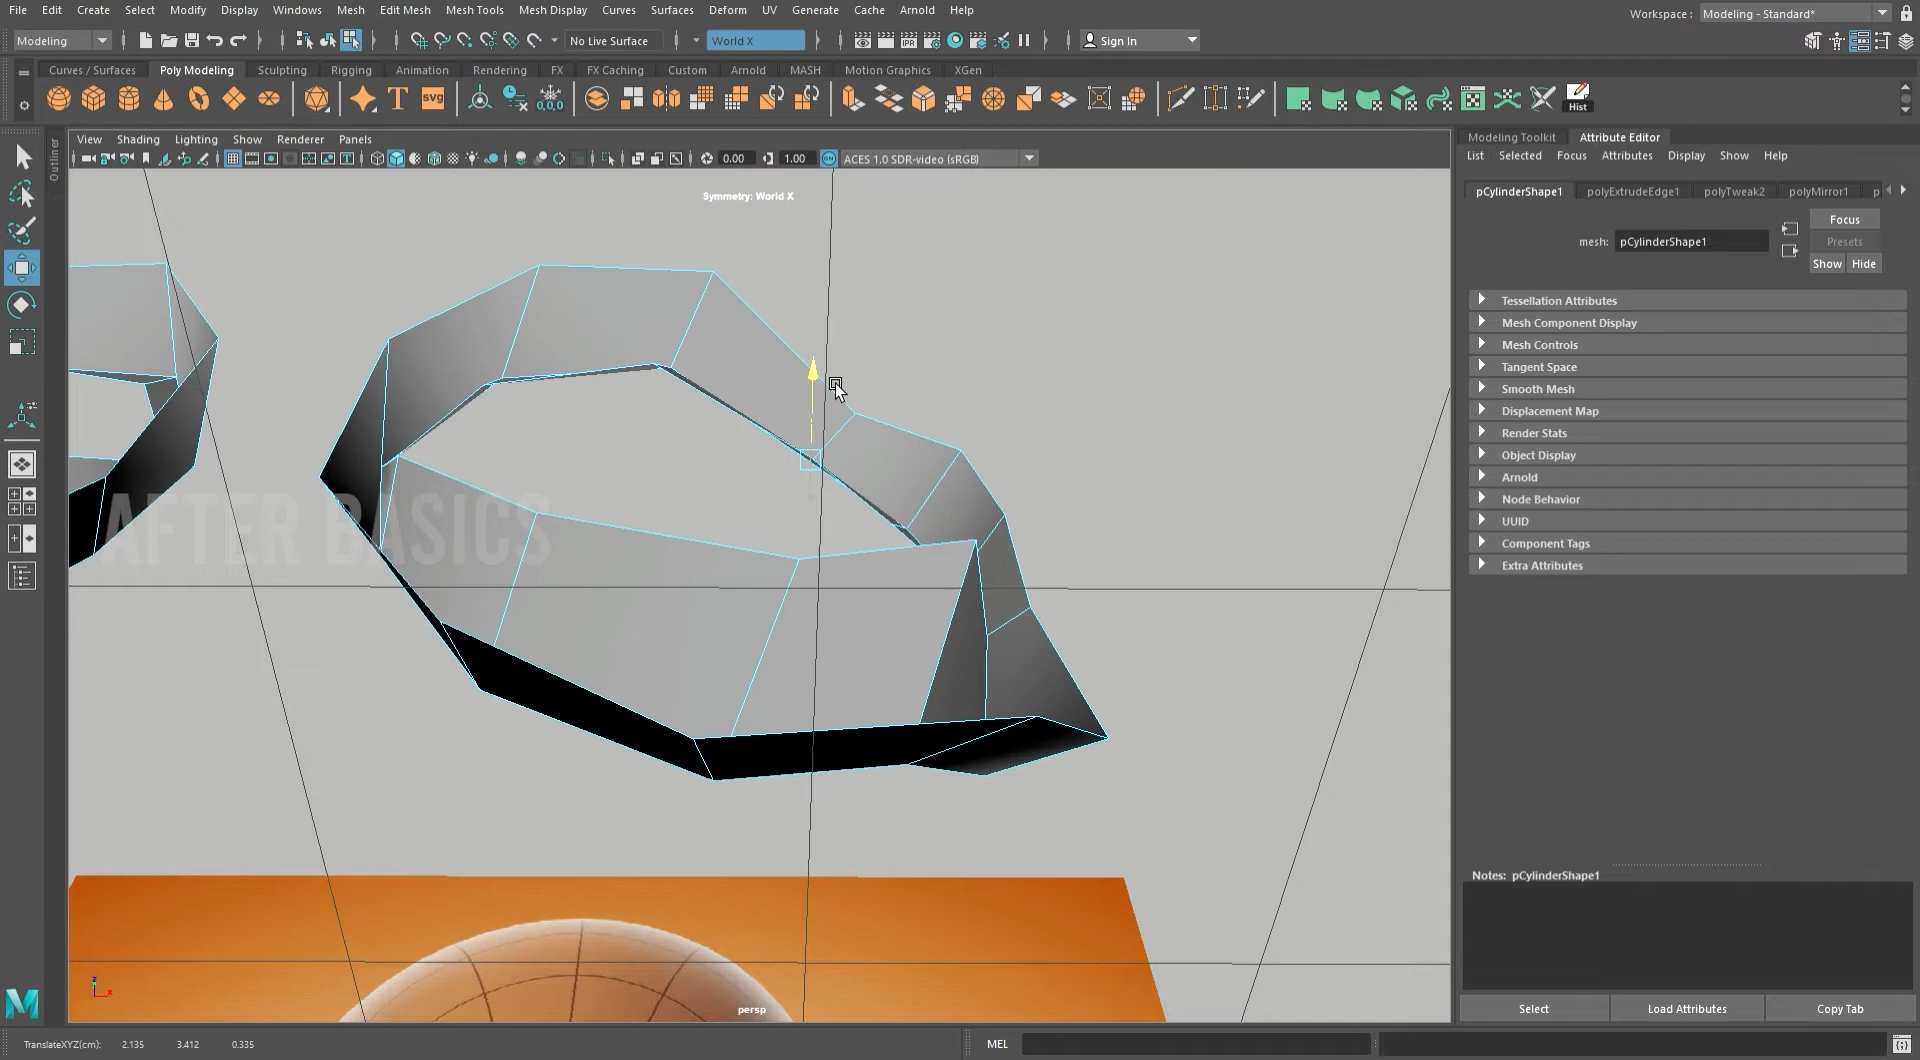 File Edit Create Select Modify Display Windows Mesh Edit Mesh Mesh Tools Mesh Display Curves Surfaces Deform UV Generate Cache Arnold Help
Workspace : Modeling - Standard*
Modeling No Live Surface World X IPR Sign In
Curves / Surfaces Poly Modeling Sculpting Rigging Animation Rendering FX FX Caching Custom Arnold MASH Motion Graphics XGen
T SVG 0,0,0 Hist
Outliner
View Shading Lighting Show Renderer Panels
0.00 1.00 ON ACES 1.0 SDR-video (sRGB)
Symmetry: World X
AFTER BASICS
persp
z x
Modeling Toolkit Attribute Editor
List Selected Focus Attributes Display Show Help
pCylinderShape1 polyExtrudeEdge1 polyTweak2 polyMirror1 p
Focus
mesh: pCylinderShape1
Presets
Show Hide
Tessellation Attributes
Mesh Component Display
Mesh Controls
Tangent Space
Smooth Mesh
Displacement Map
Render Stats
Object Display
Arnold
Node Behavior
UUID
Component Tags
Extra Attributes
Notes: pCylinderShape1
Select Load Attributes Copy Tab
M
TranslateXYZ(cm): 2.135 3.412 0.335
MEL